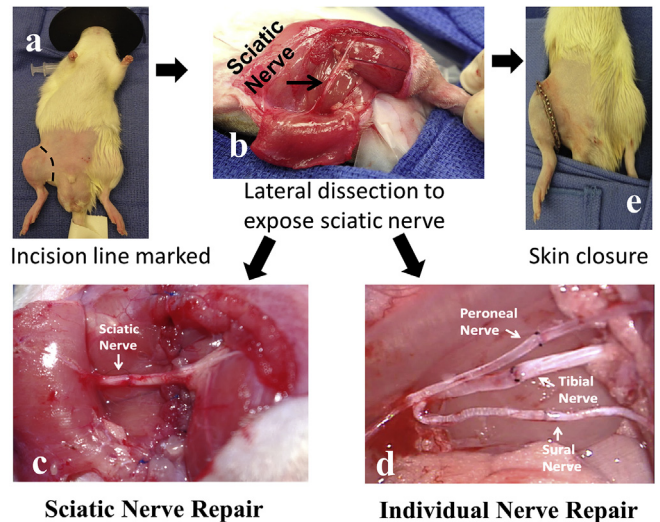 a
Incision line marked
Sciatic
Nerve
b
Lateral dissection to
expose sciatic nerve
e
Skin closure
Sciatic
Nerve
c
Sciatic Nerve Repair
Peroneal
Nerve
Tibial
Nerve
Sural
Nerve
d
Individual Nerve Repair